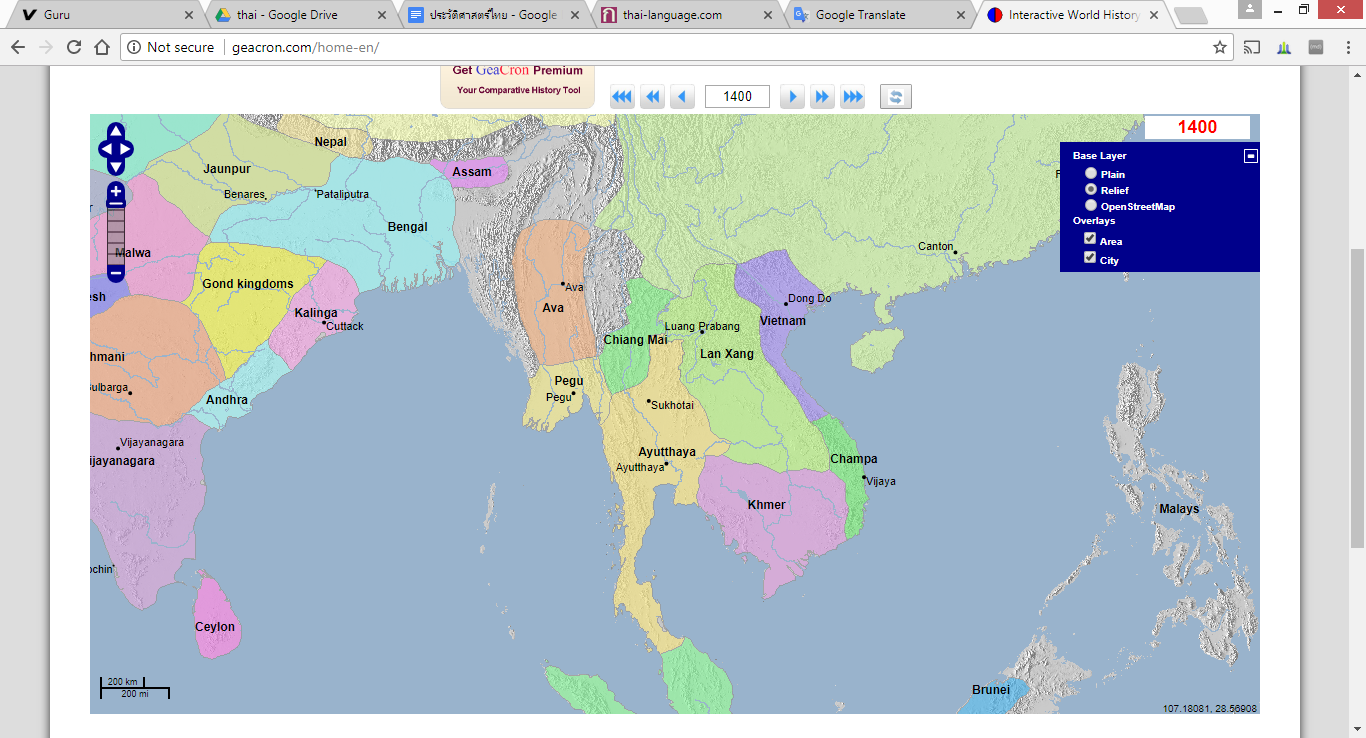 Guru
thai - Google Drive
ประวัติศาสตร์ไทย - Google
thai-language.com
Google Translate
Interactive World History
Not secure
geacron.com/home-en/
Get GeaCron Premium
Your Comparative History Tool
1400
1400
Base Layer
Plain
Relief
OpenStreetMap
Overlays
Area
City
Nepal
Jaunpur
Assam
Benares
Pataliputra
Bengal
Canton
Malwa
Gond kingdoms
Ava
esh
Dong Do
Ava
Kalinga
Vietnam
Cuttack
Luang Prabang
Chiang Mai
Lan Xang
hmani
Pegu
ulbarga
Pegu
Andhra
Sukhotai
Vijayanagara
Ayutthaya
Champa
ijayanagara
Ayutthaya
Vijaya
Khmer
Malays
ochin
Ceylon
200 km
200 mi
Brunei
107.18081, 28.56908